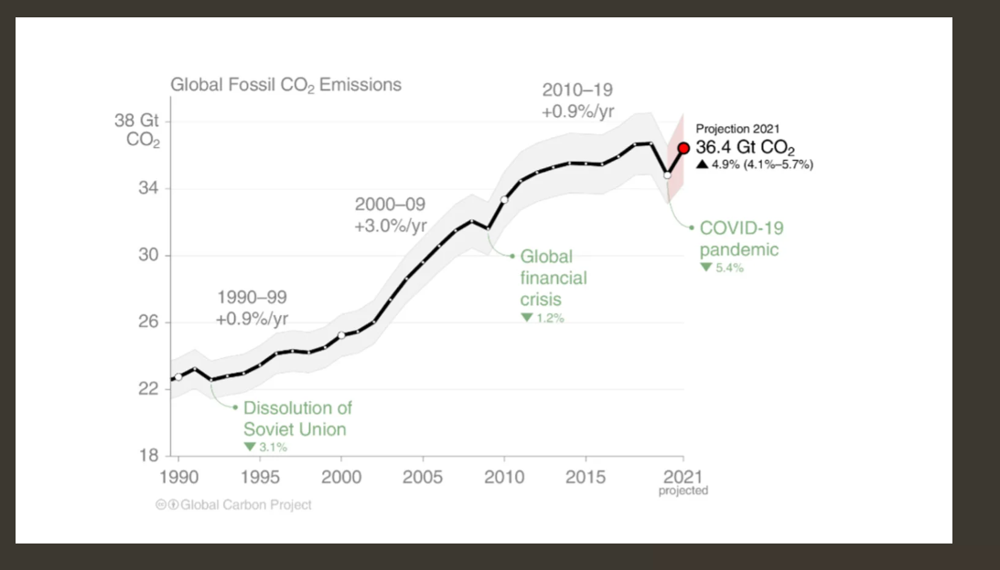 Global Fossil CO₂ Emissions
38 Gt
CO₂
34
30
26
22
18
1990
1995
2000
2005
2010
2015
2021
projected
1990–99
+0.9%/yr
2000–09
+3.0%/yr
2010–19
+0.9%/yr
Projection 2021
36.4 Gt CO₂
▲ 4.9% (4.1%–5.7%)
Dissolution of
Soviet Union
▼ 3.1%
Global
financial
crisis
▼ 1.2%
COVID-19
pandemic
▼ 5.4%
Global Carbon Project